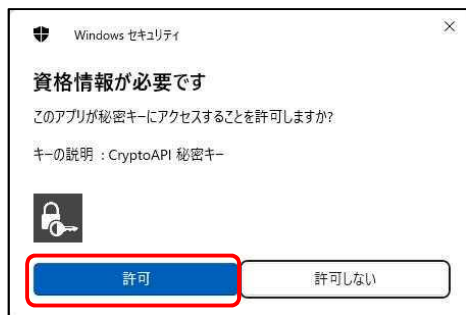 Windows セキュリティ
資格情報が必要です
このアプリが秘密キーにアクセスすることを許可しますか?
キーの説明 : CryptoAPI 秘密キー
許可
許可しない